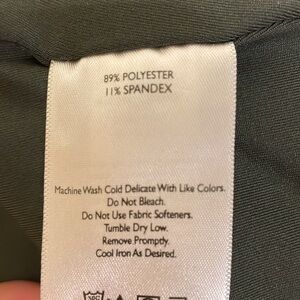 89% POLYESTER
11% SPANDEX
Machine Wash Cold Delicate With Like Colors.
Do Not Bleach.
Do Not Use Fabric Softeners.
Tumble Dry Low.
Remove Promptly.
Cool Iron As Desired.